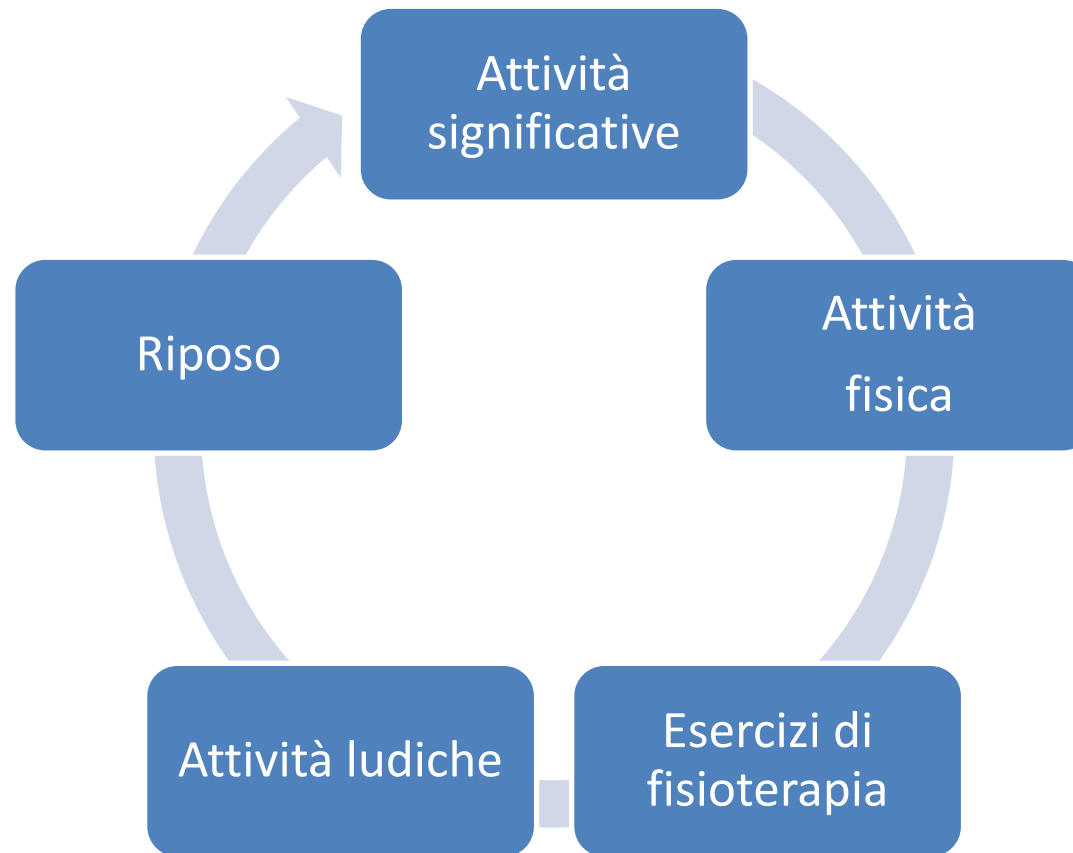 Attività
significative
Attività
fisica
Esercizi di
fisioterapia
Attività ludiche
Riposo